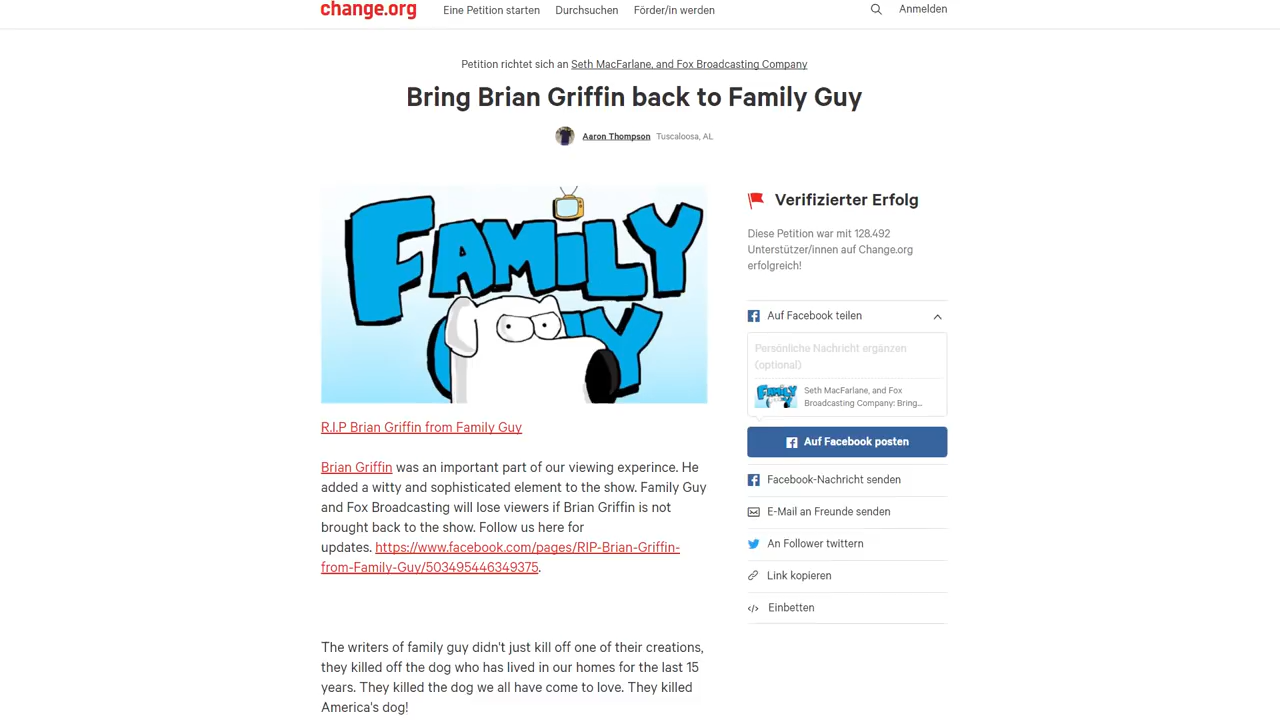 change.org
Eine Petition starten
Durchsuchen
Förder/in werden
Anmelden
Petition richtet sich an Seth MacFarlane, and Fox Broadcasting Company
Bring Brian Griffin back to Family Guy
Aaron Thompson Tuscaloosa, AL
FAMiLY
UY
R.I.P Brian Griffin from Family Guy
Brian Griffin was an important part of our viewing experince. He
added a witty and sophisticated element to the show. Family Guy
and Fox Broadcasting will lose viewers if Brian Griffin is not
brought back to the show. Follow us here for
updates. https://www.facebook.com/pages/RIP-Brian-Griffin-
from-Family-Guy/503495446349375.
The writers of family guy didn't just kill off one of their creations,
they killed off the dog who has lived in our homes for the last 15
years. They killed the dog we all have come to love. They killed
America's dog!
Verifizierter Erfolg
Diese Petition war mit 128.492
Unterstützer/innen auf Change.org
erfolgreich!
Auf Facebook teilen
Persönliche Nachricht ergänzen
(optional)
FAMiLY
Seth MacFarlane, and Fox
Broadcasting Company: Bring...
Auf Facebook posten
Facebook-Nachricht senden
E-Mail an Freunde senden
An Follower twittern
Link kopieren
Einbetten